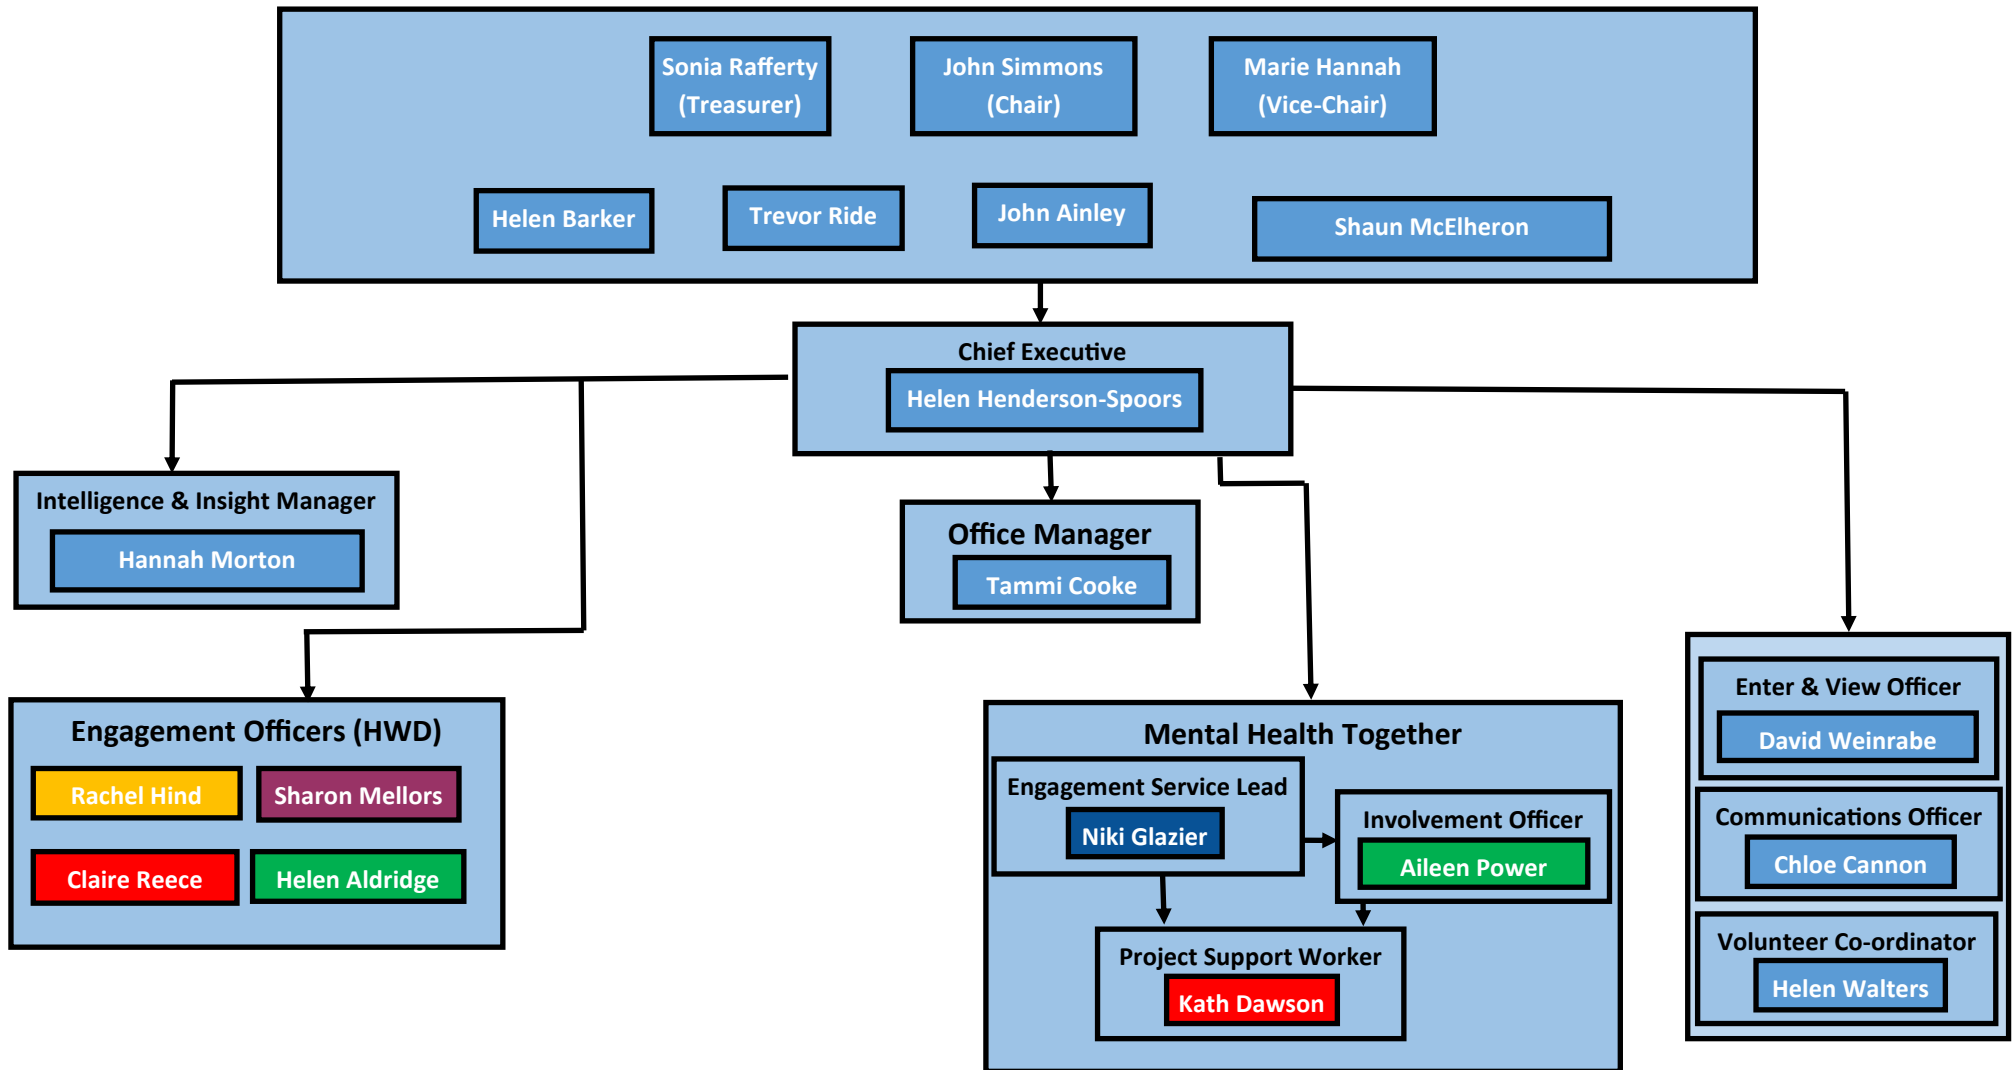 Sonia Rafferty
(Treasurer)
John Simmons
(Chair)
Marie Hannah
(Vice-Chair)
Helen Barker
Trevor Ride
John Ainley
Shaun McElheron
Chief Executive
Helen Henderson-Spoors
Intelligence & Insight Manager
Hannah Morton
Office Manager
Tammi Cooke
Engagement Officers (HWD)
Rachel Hind
Sharon Mellors
Claire Reece
Helen Aldridge
Mental Health Together
Engagement Service Lead
Niki Glazier
Involvement Officer
Aileen Power
Project Support Worker
Kath Dawson
Enter & View Officer
David Weinrabe
Communications Officer
Chloe Cannon
Volunteer Co-ordinator
Helen Walters